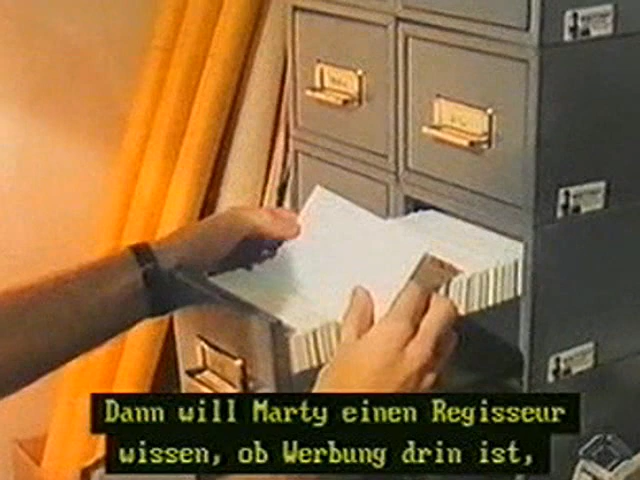 Dann will Marty einen Regisseur
wissen, ob Werbung drin ist,